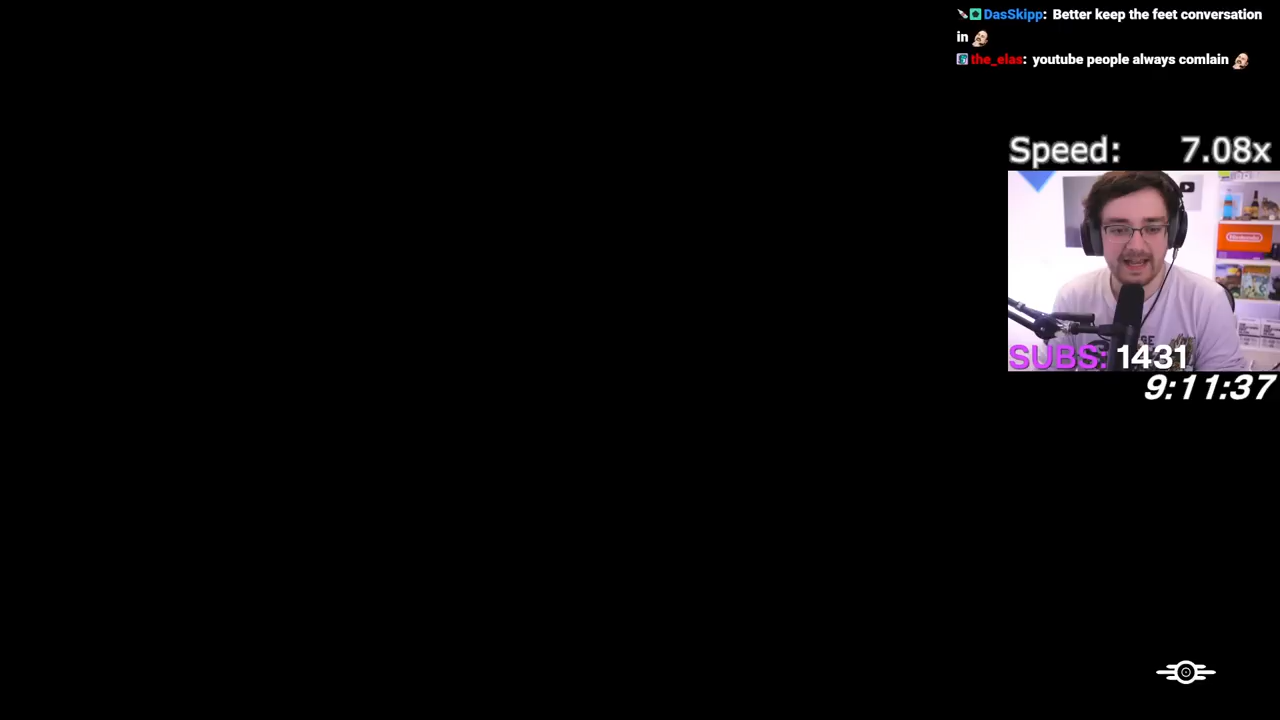 DasSkipp: Better keep the feet conversation
in
the_elas: youtube people always comlain
Speed: 7.08x
Nintendo
SUBS: 1431
9:11:37